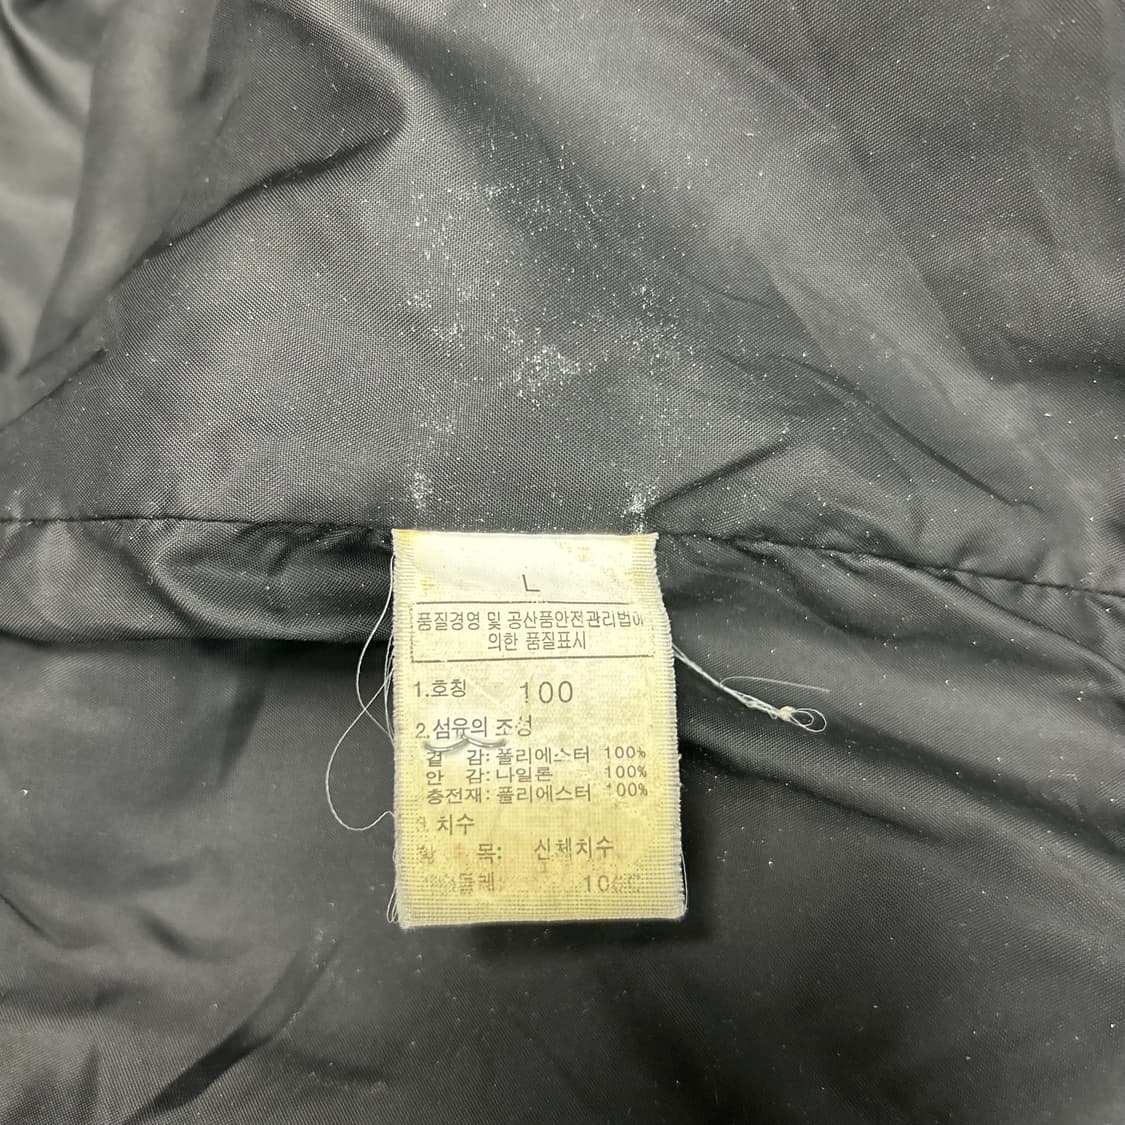 L
품질경영 및 공산품안전관리법에
의한 품질표시
1.호칭 100
2.섬유의 조성
겉 감: 폴리에스터 100%
안 감: 나일론 100%
충전재: 폴리에스터 100%
3. 치수
항 목: 신체치수